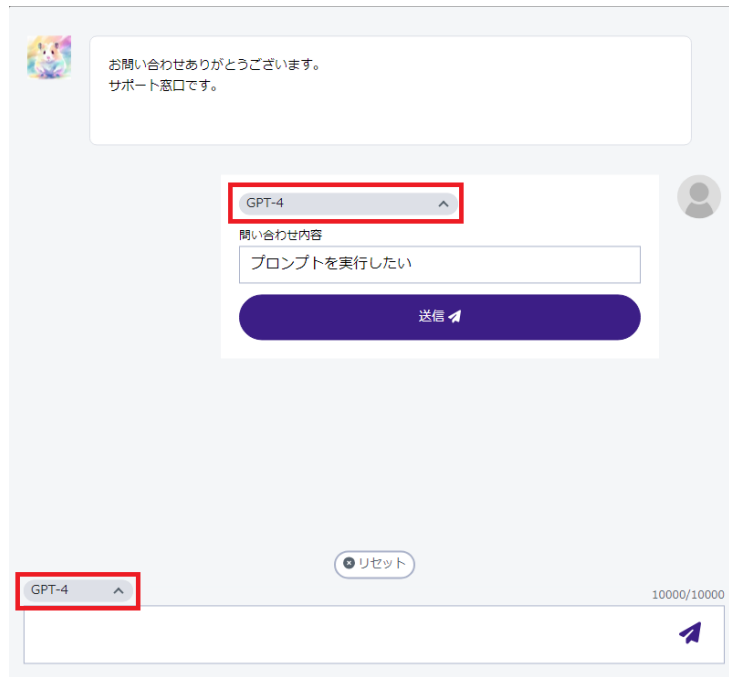 お問い合わせありがとうございます。
サポート窓口です。
GPT-4
問い合わせ内容
プロンプトを実行したい
送信
リセット
GPT-4
10000/10000